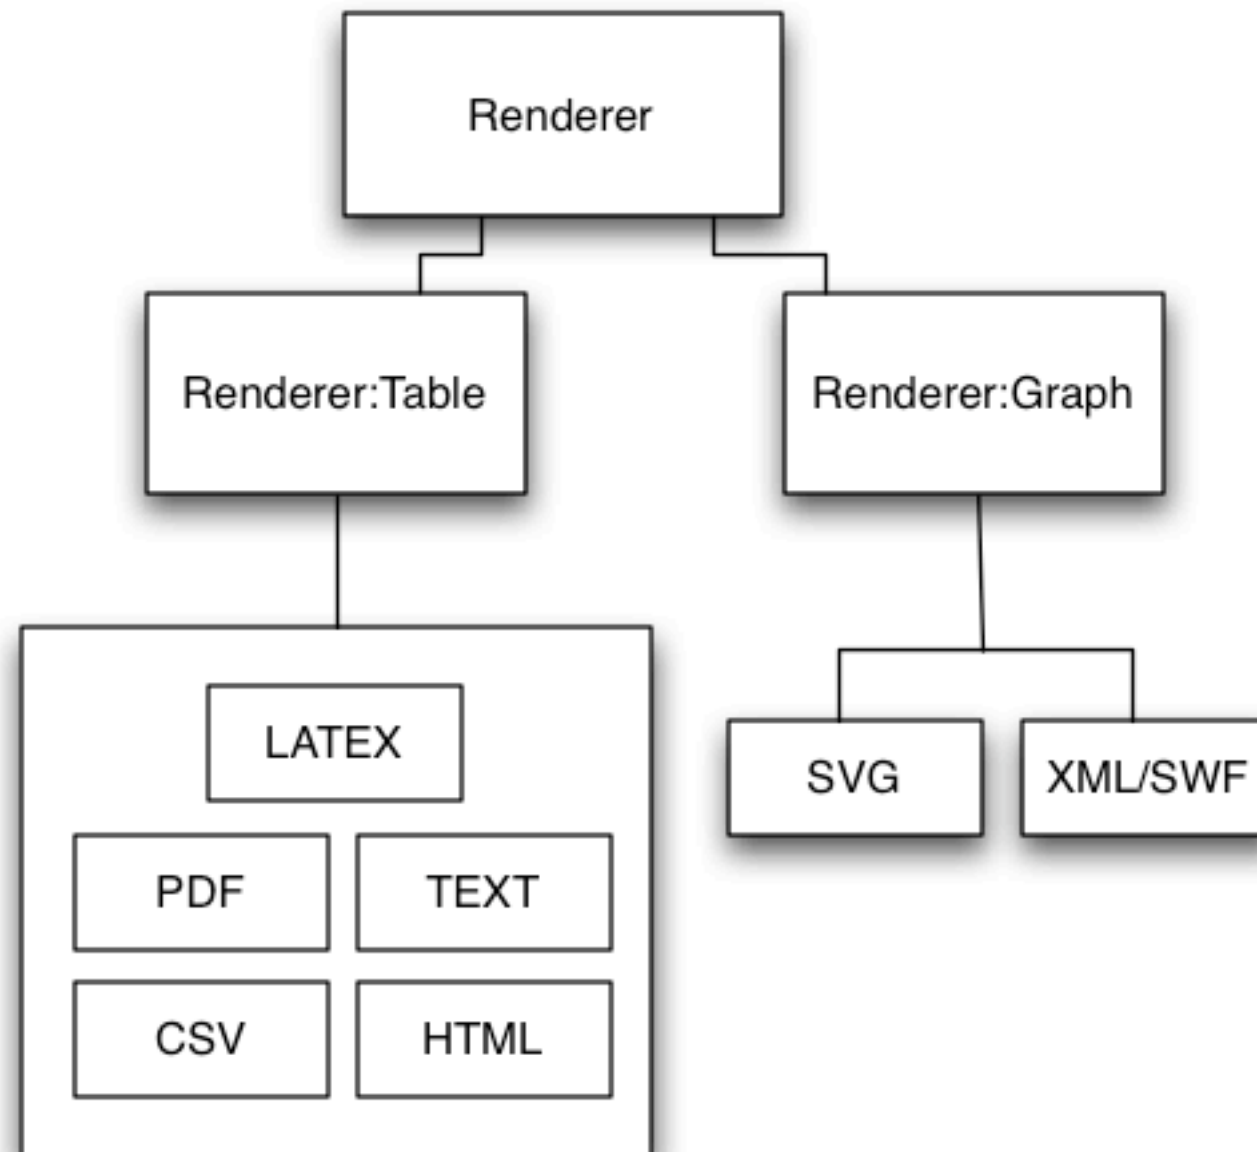 Renderer
Renderer:Table
Renderer:Graph
LATEX
SVG
XML/SWF
PDF
TEXT
CSV
HTML